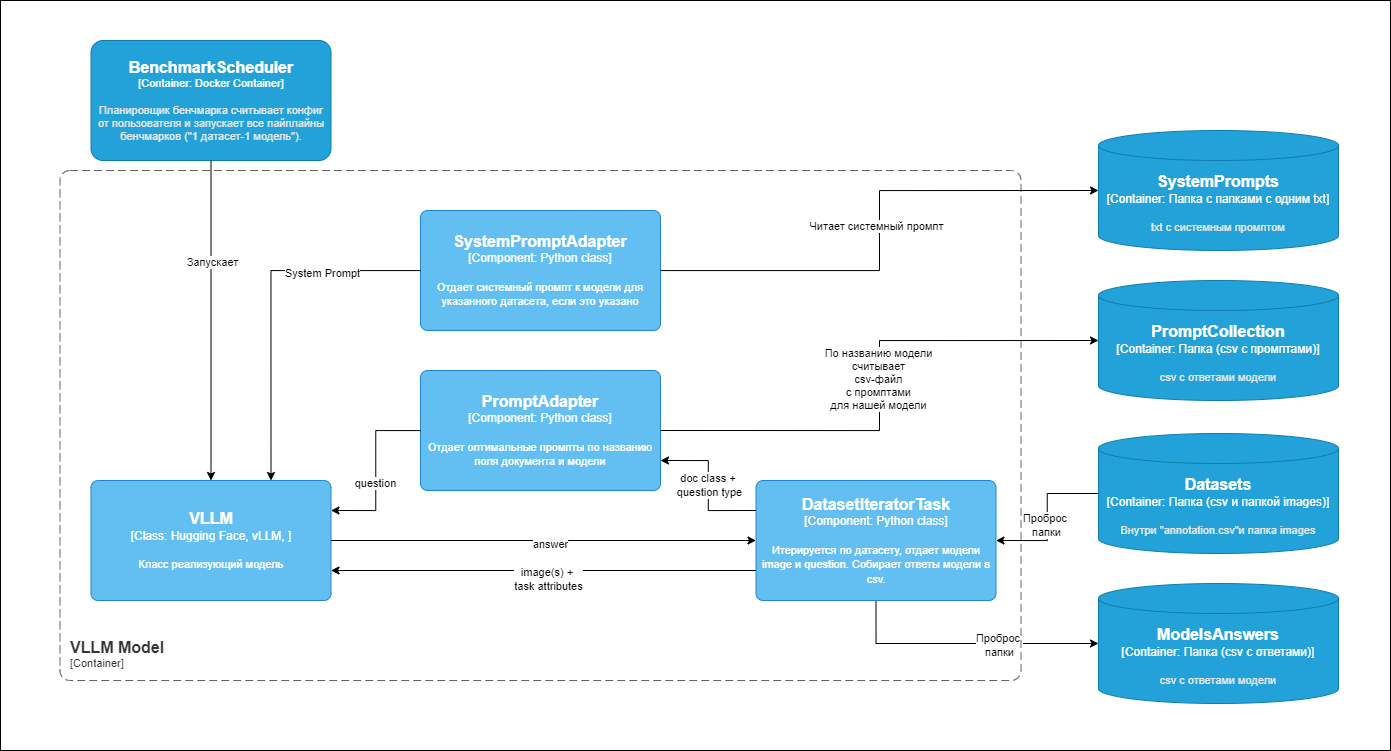 BenchmarkScheduler
[Container: Docker Container]
Планировщик бенчмарка считывает конфиг
от пользователя и запускает все пайплайны
бенчмарков ("1 датасет-1 модель").
Запускает
SystemPromptAdapter
[Component: Python class]
Отдает системный промпт к модели для
указанного датасета, если это указано
System Prompt
Читает системный промпт
SystemPrompts
[Container: Папка с папками с одним txt]
txt с системным промптом
PromptAdapter
[Component: Python class]
Отдает оптимальные промпты по названию
поля документа и модели
По названию модели
считывает
csv-файл
с промптами
для нашей модели
PromptCollection
[Container: Папка (csv с промптами)]
csv с ответами модели
question
doc class +
question type
VLLM
[Class: Hugging Face, vLLM, ]
Класс реализующий модель
answer
image(s) +
task attributes
DatasetIteratorTask
[Component: Python class]
Итерируется по датасету, отдает модели
image и question. Собирает ответы модели в
csv.
Проброс
папки
Datasets
[Container: Папка (csv и папкой images)]
Внутри "annotation.csv"и папка images
Проброс
папки
ModelsAnswers
[Container: Папка (csv с ответами)]
csv с ответами модели
VLLM Model
[Container]